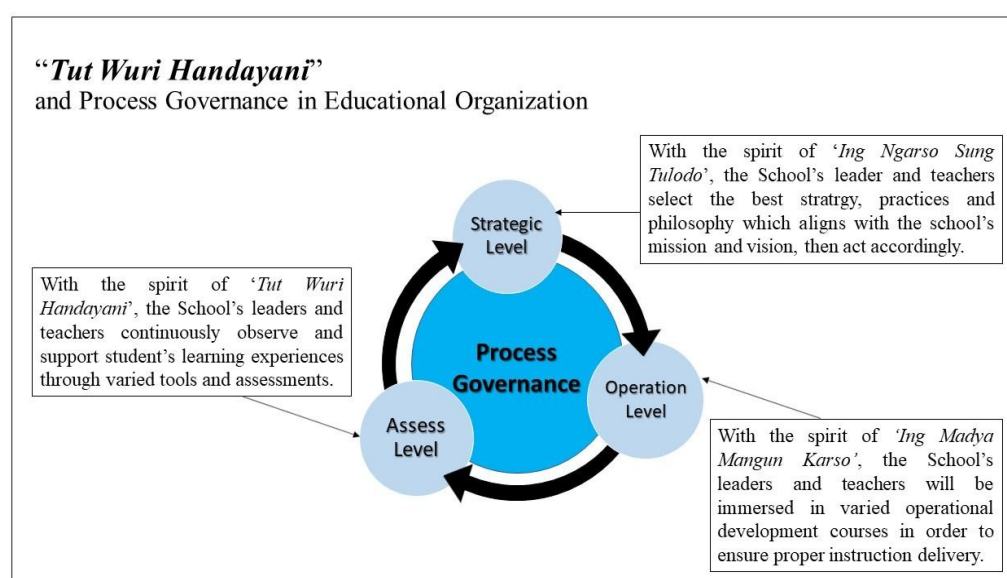 “Tut Wuri Handayani”
and Process Governance in Educational Organization
With the spirit of ‘Ing Ngarso Sung
Tulodo’, the School’s leader and teachers
select the best stratrgy, practices and
philosophy which aligns with the school’s
mission and vision, then act accordingly.
Strategic
Level
With the spirit of ‘Tut Wuri
Handayani’, the School’s leaders and
teachers continuously observe and
support student’s learning experiences
through varied tools and assessments.
Process
Governance
Operation
Level
Assess
Level
With the spirit of ‘Ing Madya
Mangun Karso’, the School’s
leaders and teachers will be
immersed in varied operational
development courses in order to
ensure proper instruction delivery.